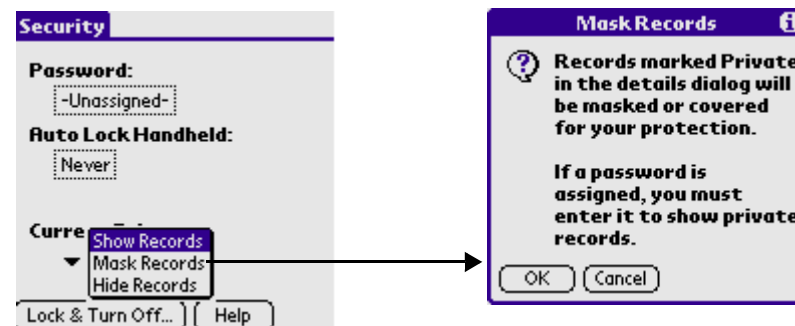 Security
Password:
-Unassigned-
Auto Lock Handheld:
Never
Show Records
Mask Records
Hide Records
Lock & Turn Off...
Help
Mask Records
Records marked Private
in the details dialog will
be masked or covered
for your protection.
If a password is
assigned, you must
enter it to show private
records.
OK
Cancel